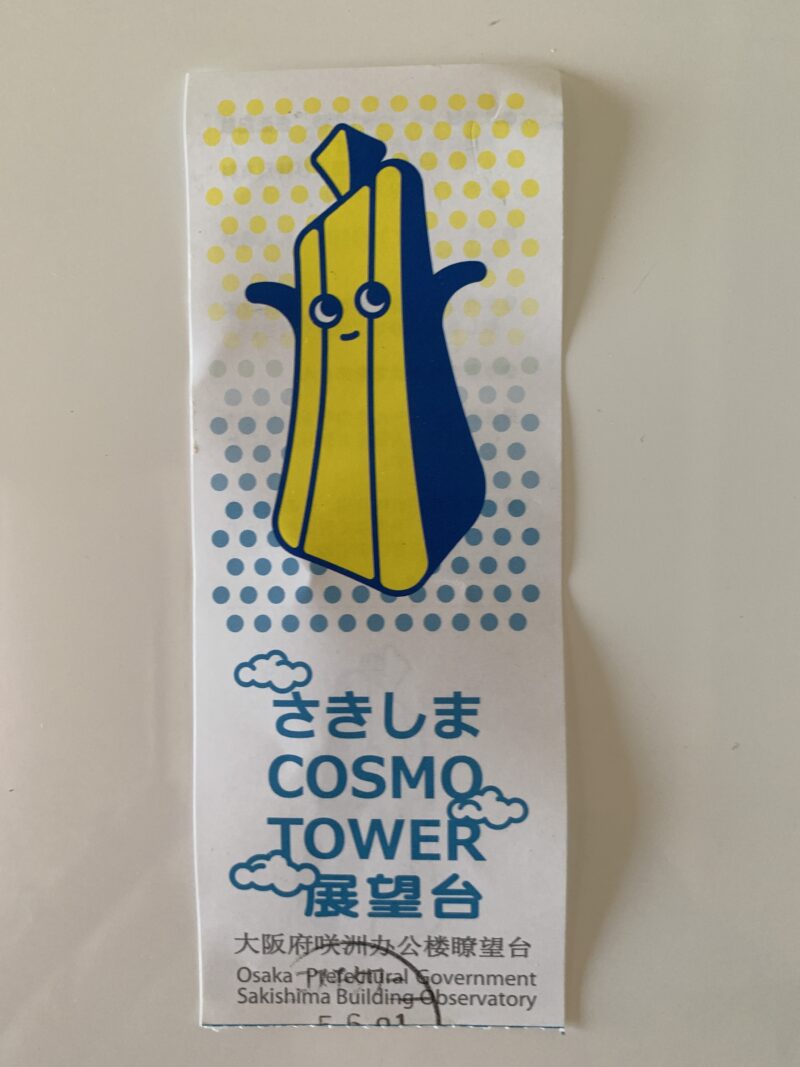 さきしま
COSMO
TOWER
展望台
大阪府咲洲办公楼瞭望台
Osaka Prefectural Government
Sakishima Building Observatory